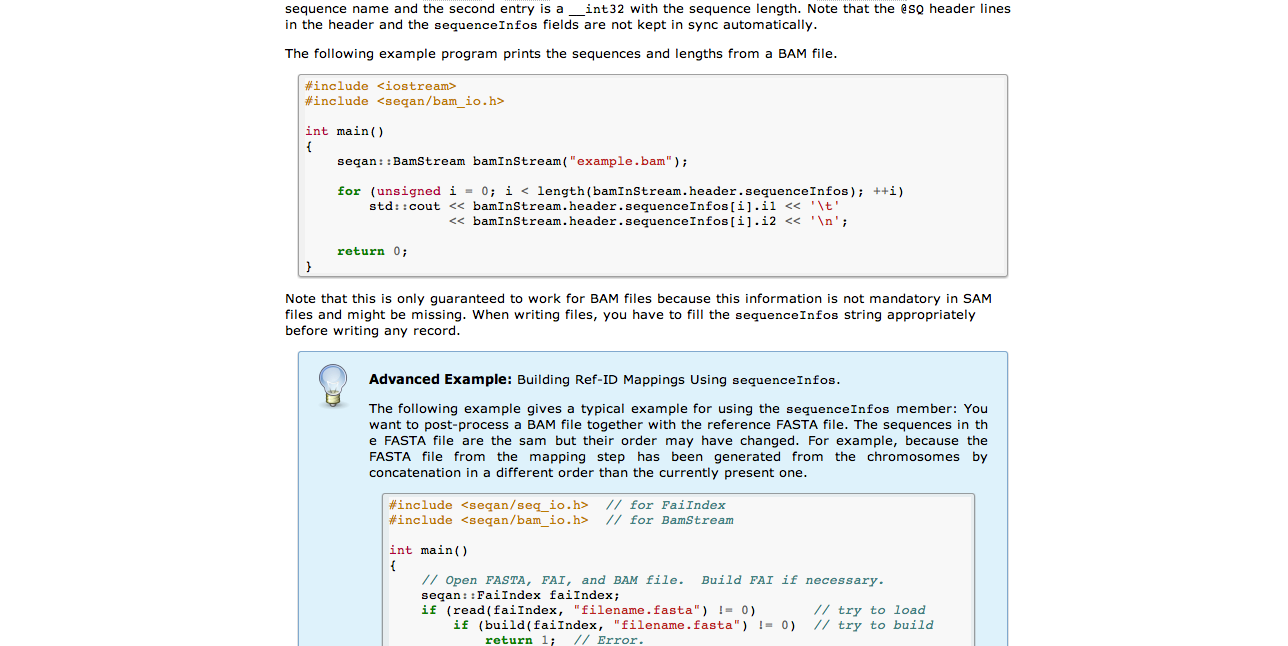 sequence name and the second entry is a __int32 with the sequence length. Note that the @SQ header lines
in the header and the sequenceInfos fields are not kept in sync automatically.
The following example program prints the sequences and lengths from a BAM file.
#include <iostream>
#include <seqan/bam_io.h>
int main()
{
    seqan::BamStream bamInStream("example.bam");
    for (unsigned i = 0; i < length(bamInStream.header.sequenceInfos); ++i)
        std::cout << bamInStream.header.sequenceInfos[i].i1 << '\t'
                  << bamInStream.header.sequenceInfos[i].i2 << '\n';
    return 0;
}
Note that this is only guaranteed to work for BAM files because this information is not mandatory in SAM
files and might be missing. When writing files, you have to fill the sequenceInfos string appropriately
before writing any record.
Advanced Example: Building Ref-ID Mappings Using sequenceInfos.
The following example gives a typical example for using the sequenceInfos member: You
want to post-process a BAM file together with the reference FASTA file. The sequences in th
e FASTA file are the sam but their order may have changed. For example, because the
FASTA file from the mapping step has been generated from the chromosomes by
concatenation in a different order than the currently present one.
#include <seqan/seq_io.h>  // for FaiIndex
#include <seqan/bam_io.h>  // for BamStream
int main()
{
    // Open FASTA, FAI, and BAM file.  Build FAI if necessary.
    seqan::FaiIndex faiIndex;
    if (read(faiIndex, "filename.fasta") != 0)       // try to load
        if (build(faiIndex, "filename.fasta") != 0)  // try to build
            return 1;  // Error.